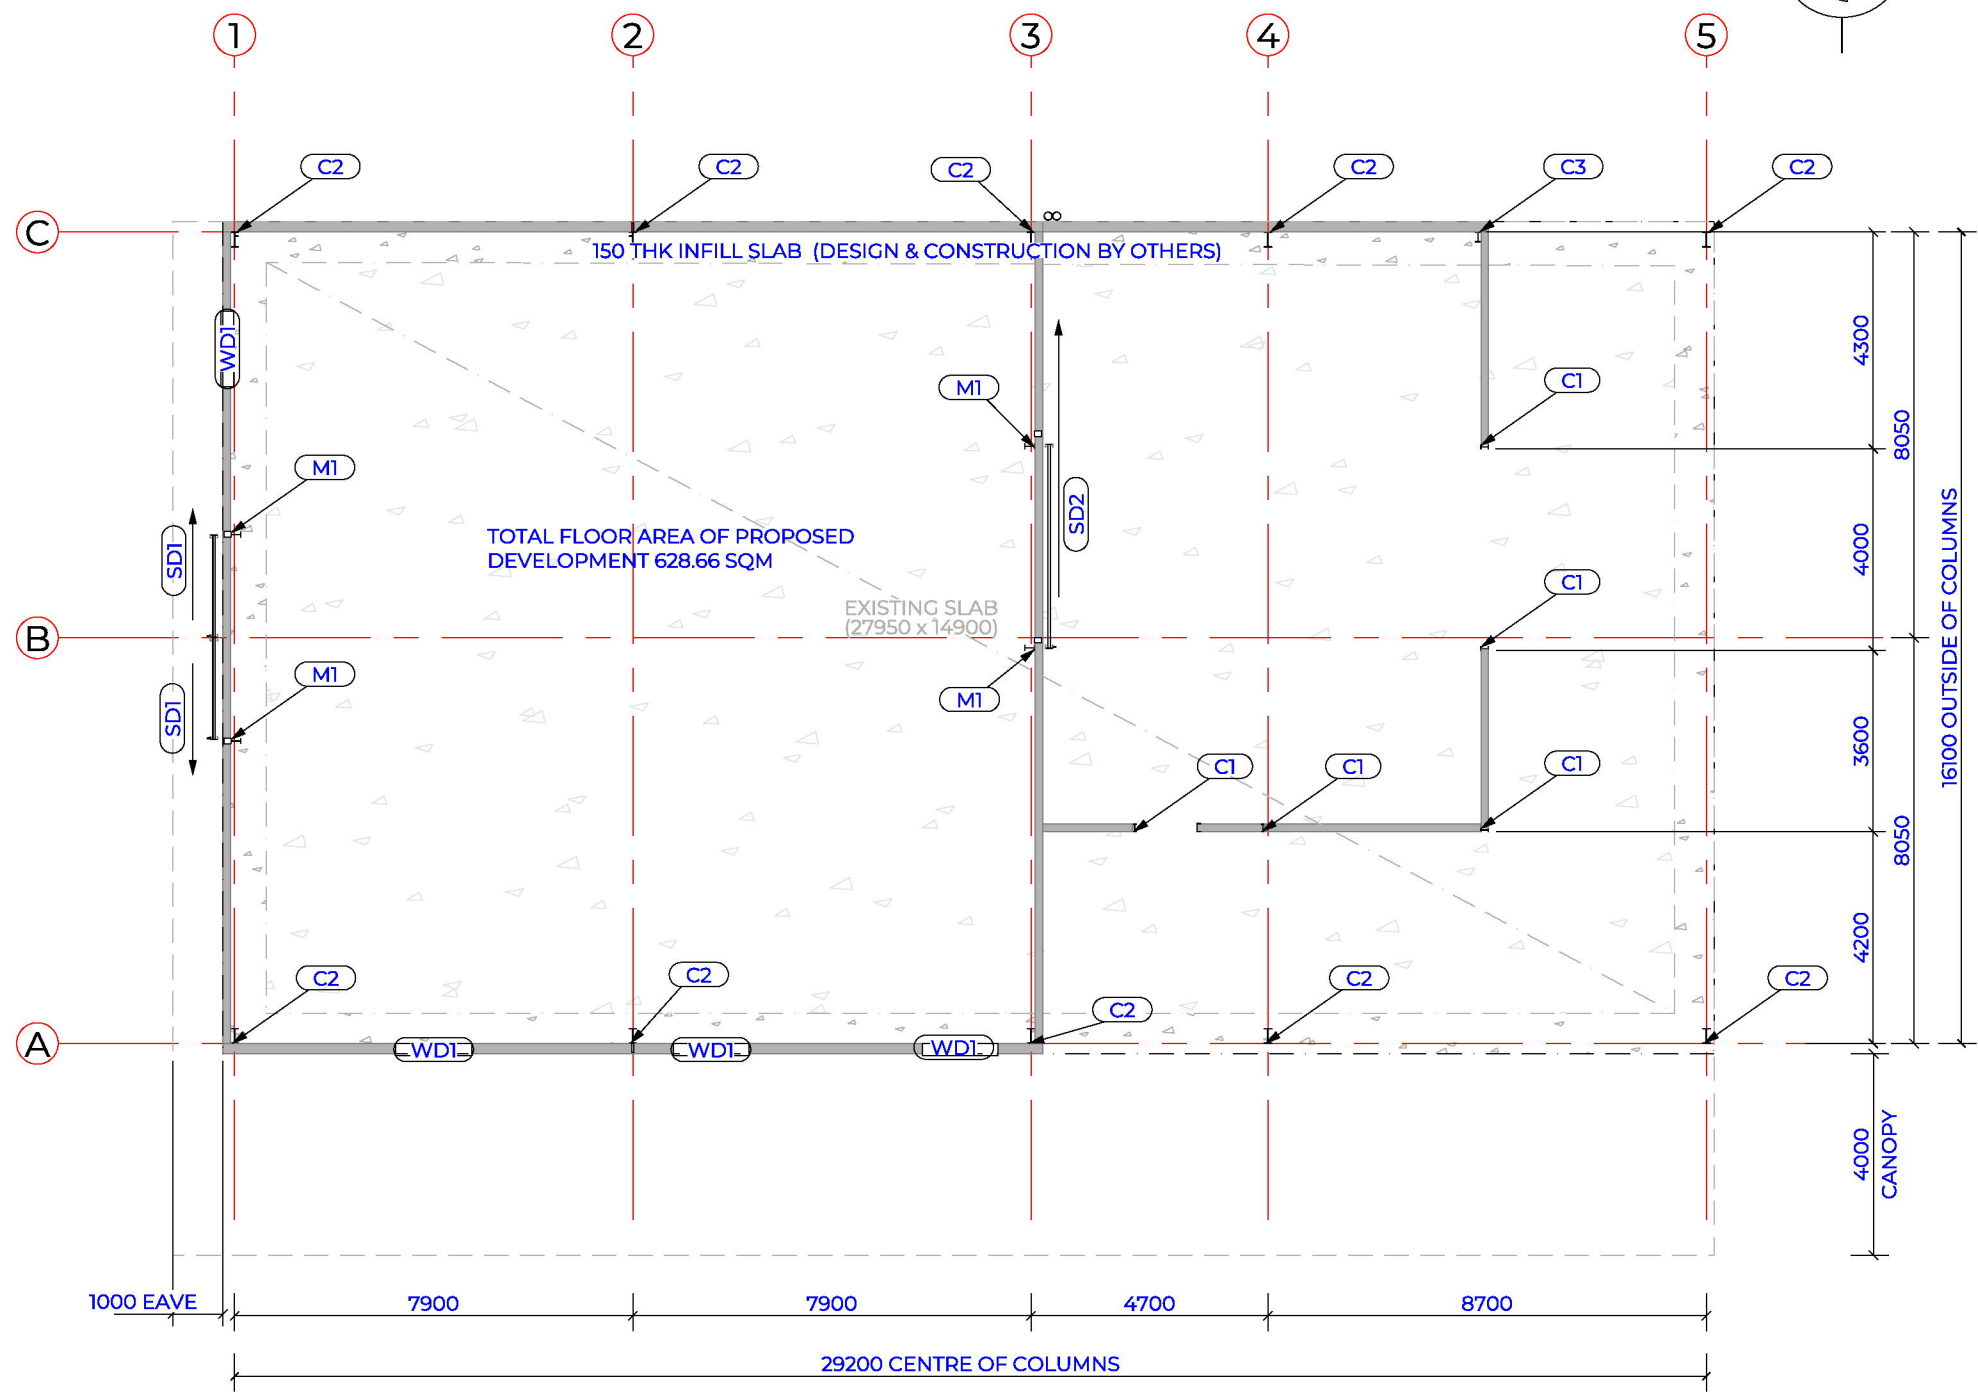 1 2 3 4 5
C2 C2 C2 C2 C3 C2
C
150 THK INFILL SLAB (DESIGN & CONSTRUCTION BY OTHERS)
WD1
4300
M1
C1
8050
M1
SD2
16100 OUTSIDE OF COLUMNS
SD1
TOTAL FLOOR AREA OF PROPOSED
DEVELOPMENT 628.66 SQM
4000
C1
EXISTING SLAB
(27950 x 14900)
B
M1
M1
SD1
3600
C1 C1 C1
8050
4200
C2 C2 C2 C2
C2
A
WD1 WD1 WD1
4000
CANOPY
1000 EAVE 7900 7900 4700 8700
29200 CENTRE OF COLUMNS